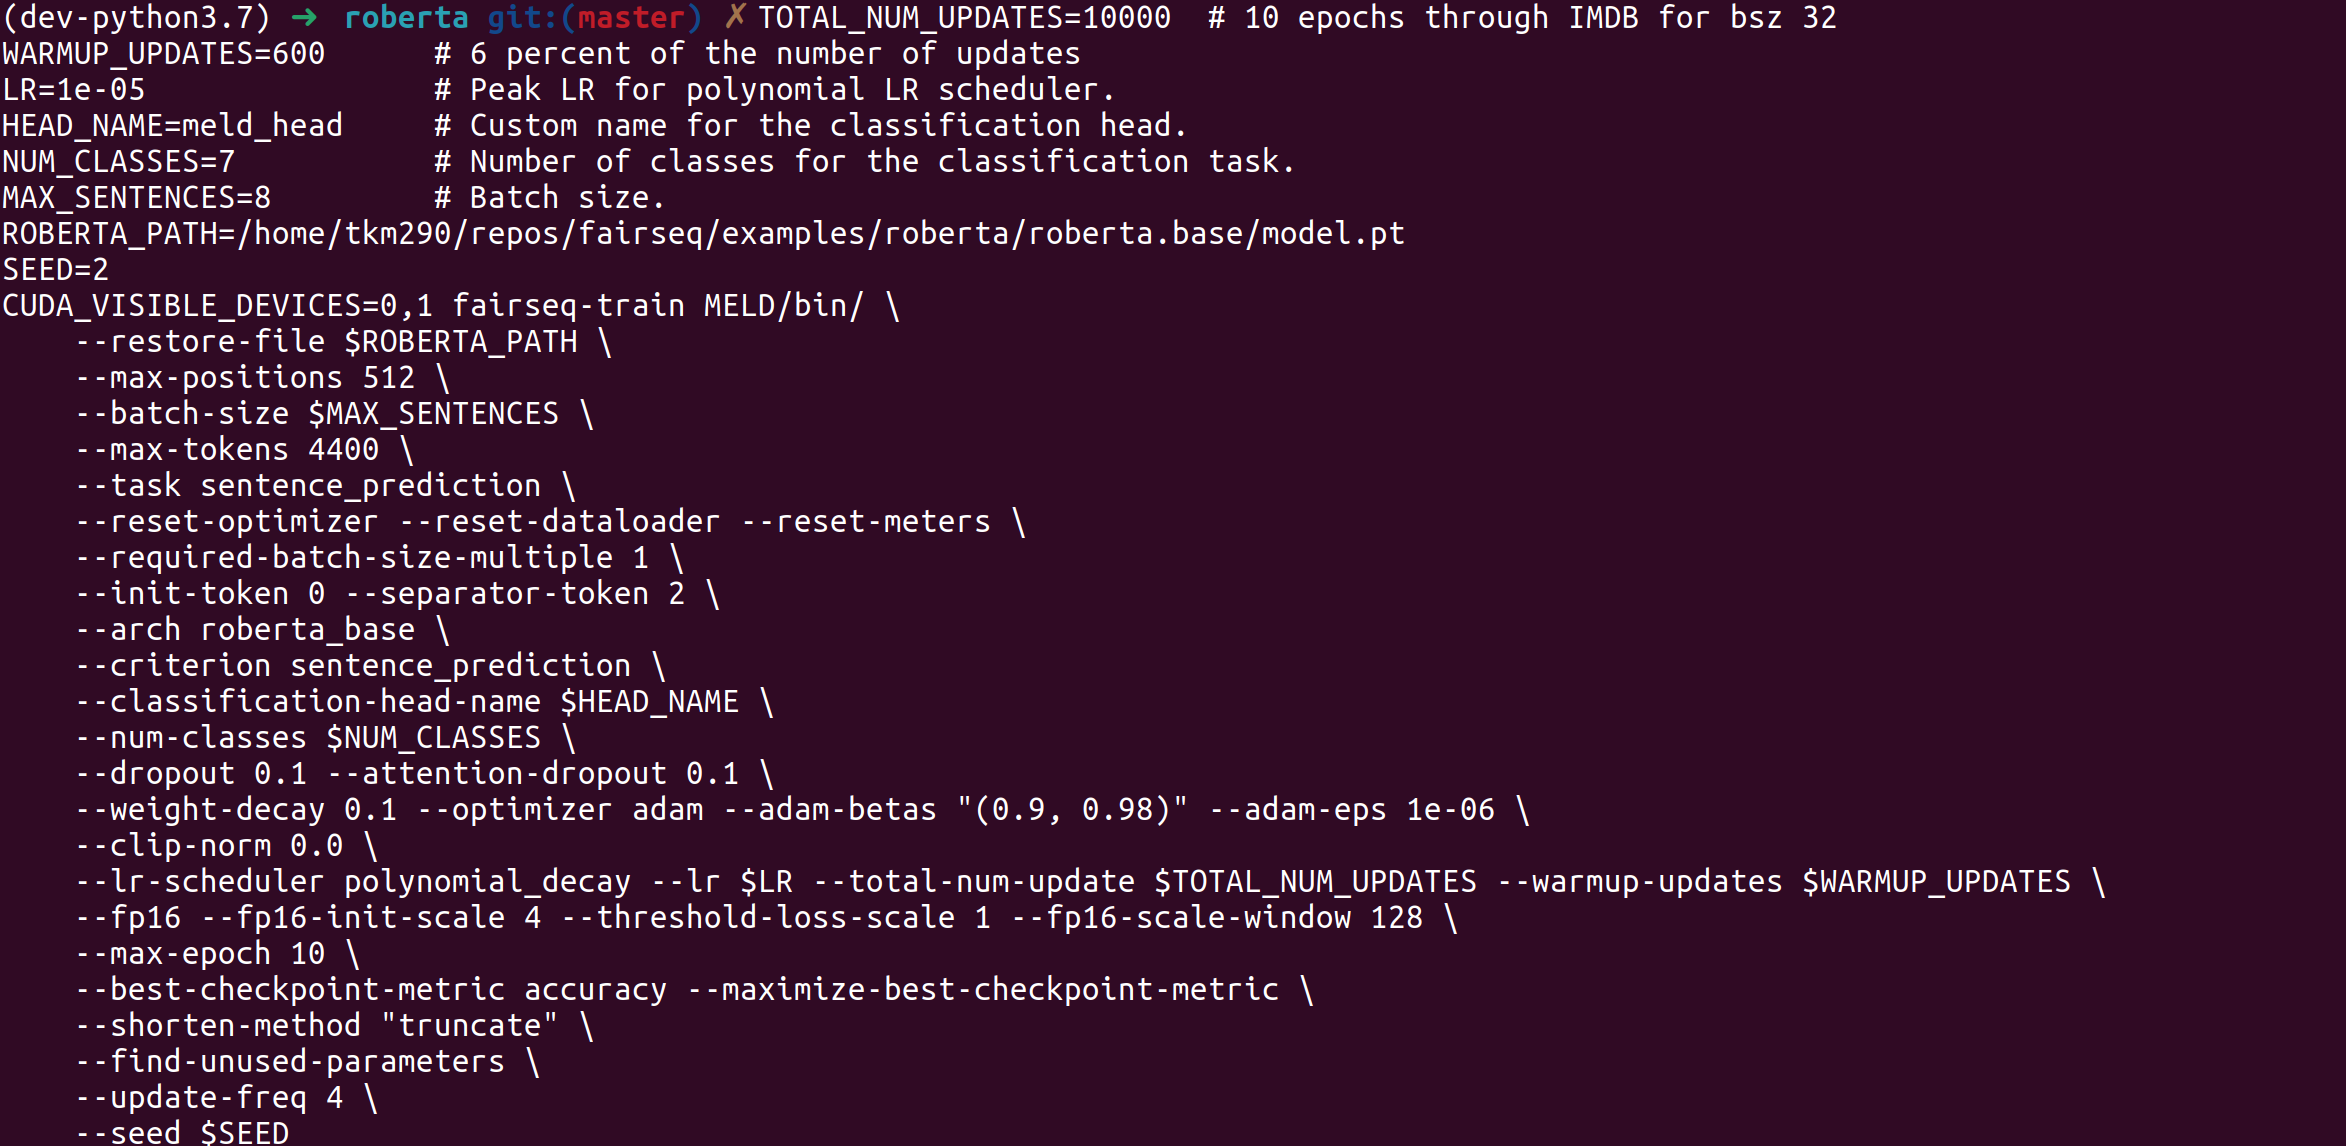 (dev-python3.7) ➜  roberta git:(master) ✗ TOTAL_NUM_UPDATES=10000  # 10 epochs through IMDB for bsz 32
WARMUP_UPDATES=600      # 6 percent of the number of updates
LR=1e-05                # Peak LR for polynomial LR scheduler.
HEAD_NAME=meld_head     # Custom name for the classification head.
NUM_CLASSES=7           # Number of classes for the classification task.
MAX_SENTENCES=8         # Batch size.
ROBERTA_PATH=/home/tkm290/repos/fairseq/examples/roberta/roberta.base/model.pt
SEED=2
CUDA_VISIBLE_DEVICES=0,1 fairseq-train MELD/bin/ \
    --restore-file $ROBERTA_PATH \
    --max-positions 512 \
    --batch-size $MAX_SENTENCES \
    --max-tokens 4400 \
    --task sentence_prediction \
    --reset-optimizer --reset-dataloader --reset-meters \
    --required-batch-size-multiple 1 \
    --init-token 0 --separator-token 2 \
    --arch roberta_base \
    --criterion sentence_prediction \
    --classification-head-name $HEAD_NAME \
    --num-classes $NUM_CLASSES \
    --dropout 0.1 --attention-dropout 0.1 \
    --weight-decay 0.1 --optimizer adam --adam-betas "(0.9, 0.98)" --adam-eps 1e-06 \
    --clip-norm 0.0 \
    --lr-scheduler polynomial_decay --lr $LR --total-num-update $TOTAL_NUM_UPDATES --warmup-updates $WARMUP_UPDATES \
    --fp16 --fp16-init-scale 4 --threshold-loss-scale 1 --fp16-scale-window 128 \
    --max-epoch 10 \
    --best-checkpoint-metric accuracy --maximize-best-checkpoint-metric \
    --shorten-method "truncate" \
    --find-unused-parameters \
    --update-freq 4 \
    --seed $SEED